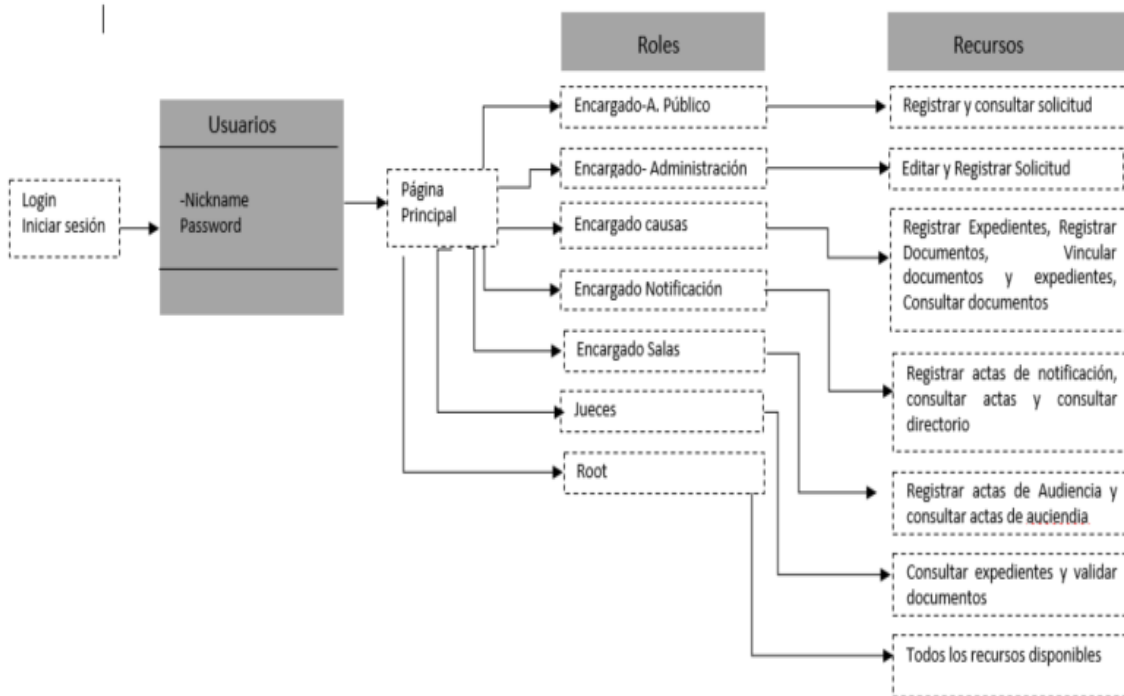 Roles
Recursos
Login
Iniciar sesión
Usuarios
-Nickname
Password
Página
Principal
Encargado-A. Público
Registrar y consultar solicitud
Encargado- Administración
Editar y Registrar Solicitud
Encargado causas
Registrar Expedientes, Registrar
Documentos, Vincular
documentos y expedientes,
Consultar documentos
Encargado Notificación
Registrar actas de notificación,
consultar actas y consultar
directorio
Encargado Salas
Registrar actas de Audiencia y
consultar actas de auciendia
Jueces
Consultar expedientes y validar
documentos
Root
Todos los recursos disponibles